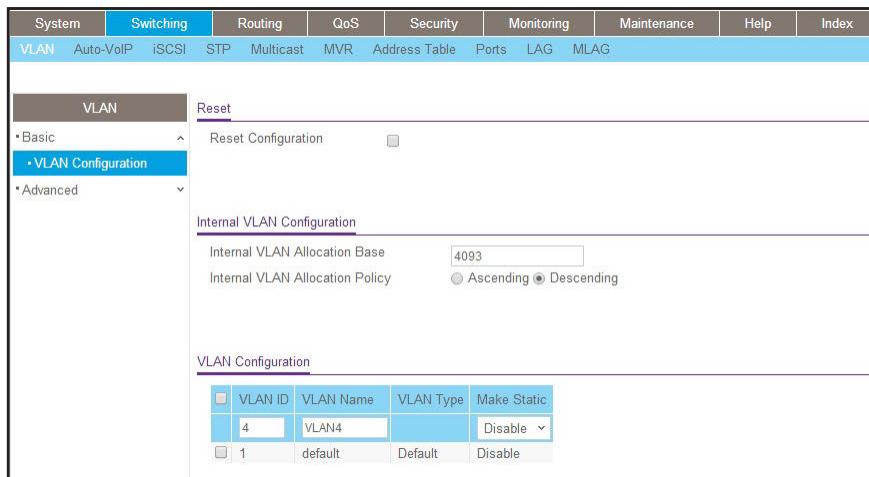 System Switching Routing QoS Security Monitoring Maintenance Help Index
VLAN Auto-VoIP iSCSI STP Multicast MVR Address Table Ports LAG MLAG
VLAN
Basic
VLAN Configuration
Advanced
Reset
Reset Configuration
Internal VLAN Configuration
Internal VLAN Allocation Base 4093
Internal VLAN Allocation Policy Ascending Descending
VLAN Configuration
VLAN ID VLAN Name VLAN Type Make Static
4 VLAN4 Disable
1 default Default Disable